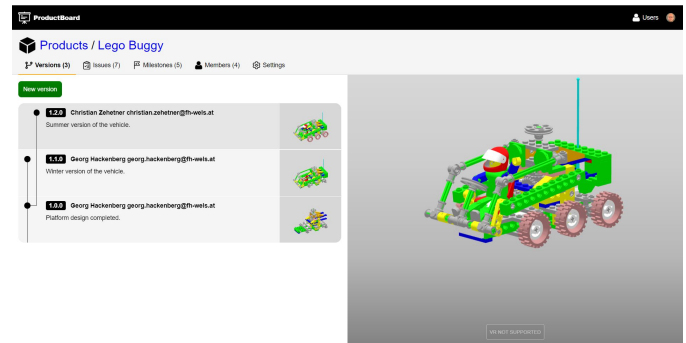 ProductBoard
Users
Products / Lego Buggy
Versions (3) Issues (7) Milestones (5) Members (4) Settings
New version
1.2.0 Christian Zehetner christian.zehetner@fh-wels.at
Summer version of the vehicle.
1.1.0 Georg Hackenberg georg.hackenberg@fh-wels.at
Winter version of the vehicle.
1.0.0 Georg Hackenberg georg.hackenberg@fh-wels.at
Platform design completed.
VR NOT SUPPORTED